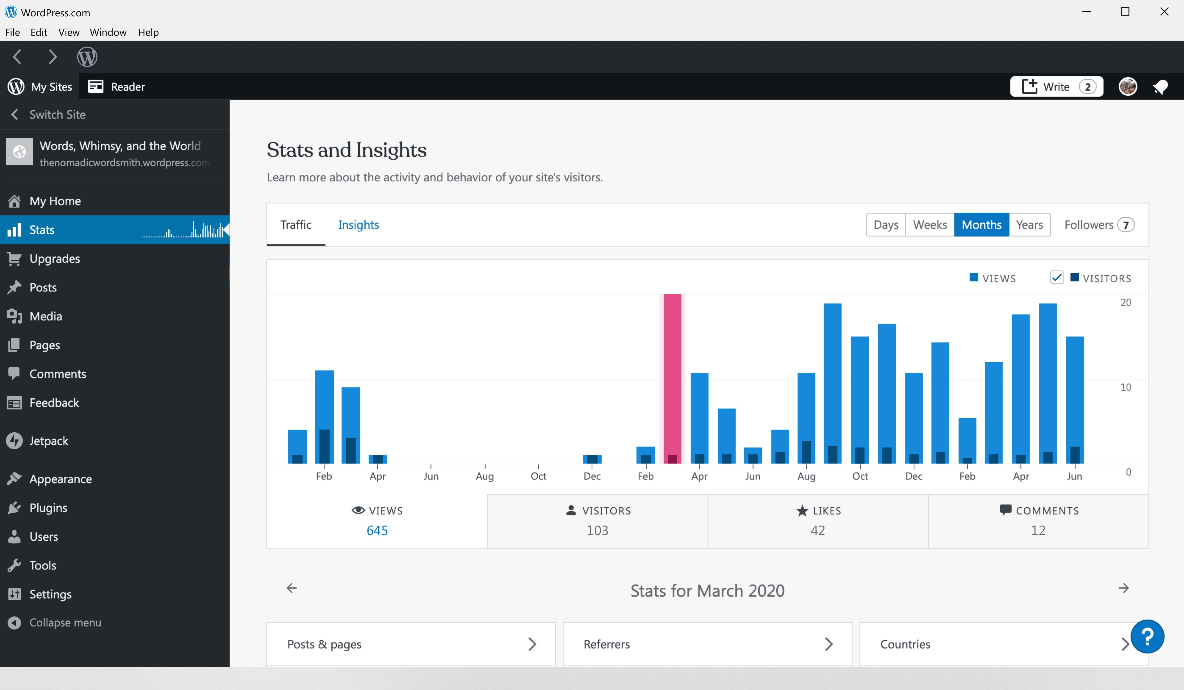 WordPress.com
File Edit View Window Help
My Sites Reader Write 2
Switch Site
Words, Whimsy, and the World
thenomadicwordsmith.wordpress.com
My Home
Stats
Upgrades
Posts
Media
Pages
Comments
Feedback
Jetpack
Appearance
Plugins
Users
Tools
Settings
Collapse menu
Stats and Insights
Learn more about the activity and behavior of your site's visitors.
Traffic Insights Days Weeks Months Years Followers 7
VIEWS VISITORS
20
10
0
Feb Apr Jun Aug Oct Dec Feb Apr Jun Aug Oct Dec Feb Apr Jun
VIEWS VISITORS LIKES COMMENTS
645 103 42 12
Stats for March 2020
Posts & pages Referrers Countries
?